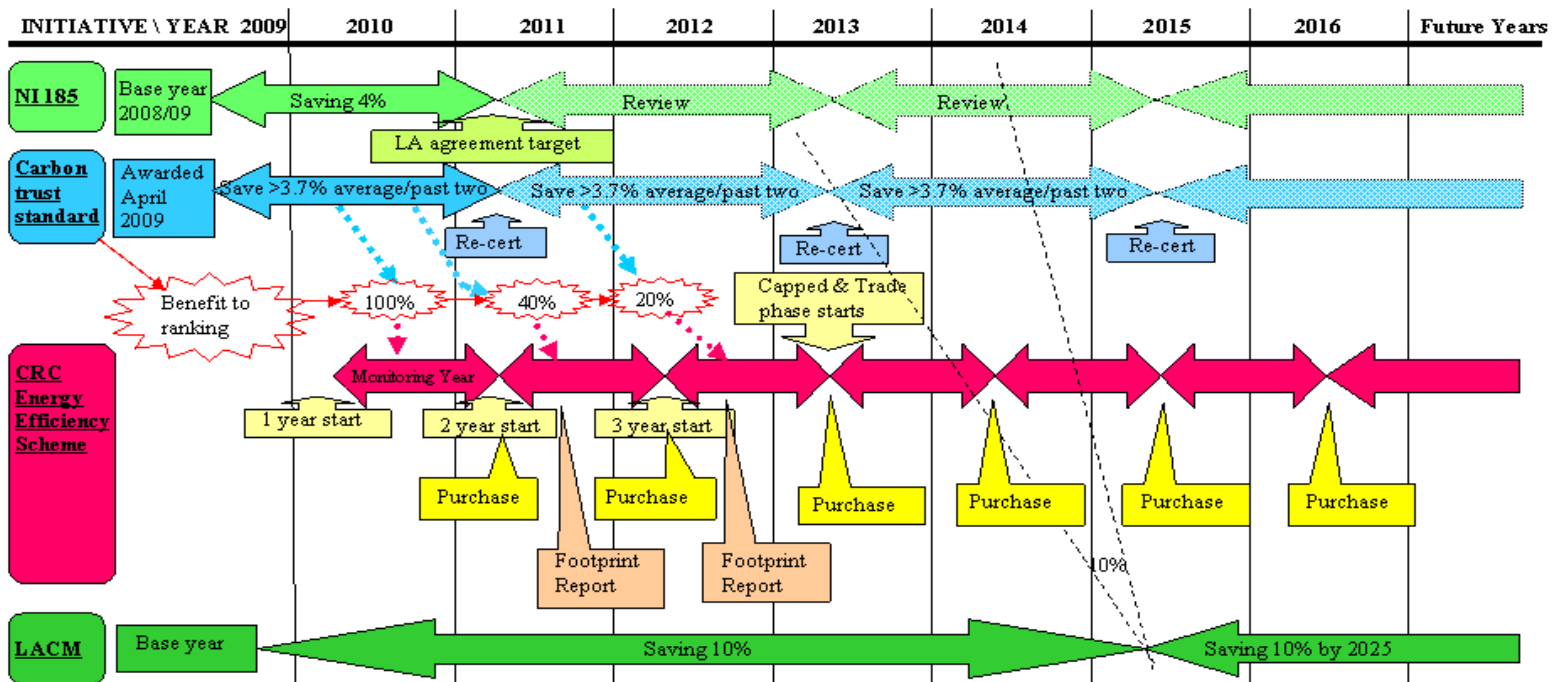 INITIATIVE \ YEAR 2009 2010 2011 2012 2013 2014 2015 2016 Future Years
NI 185
Base year
2008/09
Saving 4%
Review
Review
LA agreement target
Carbon
trust
standard
Awarded
April
2009
Save >3.7% average/past two
Save >3.7% average/past two
Save >3.7% average/past two
Re-cert
Re-cert
Re-cert
Benefit to
ranking
100%
40%
20%
Capped & Trade
phase starts
CRC
Energy
Efficiency
Scheme
Monitoring Year
1 year start
2 year start
3 year start
Purchase
Purchase
Purchase
Purchase
Purchase
Purchase
Footprint
Report
Footprint
Report
10%
LACM
Base year
Saving 10%
Saving 10% by 2025